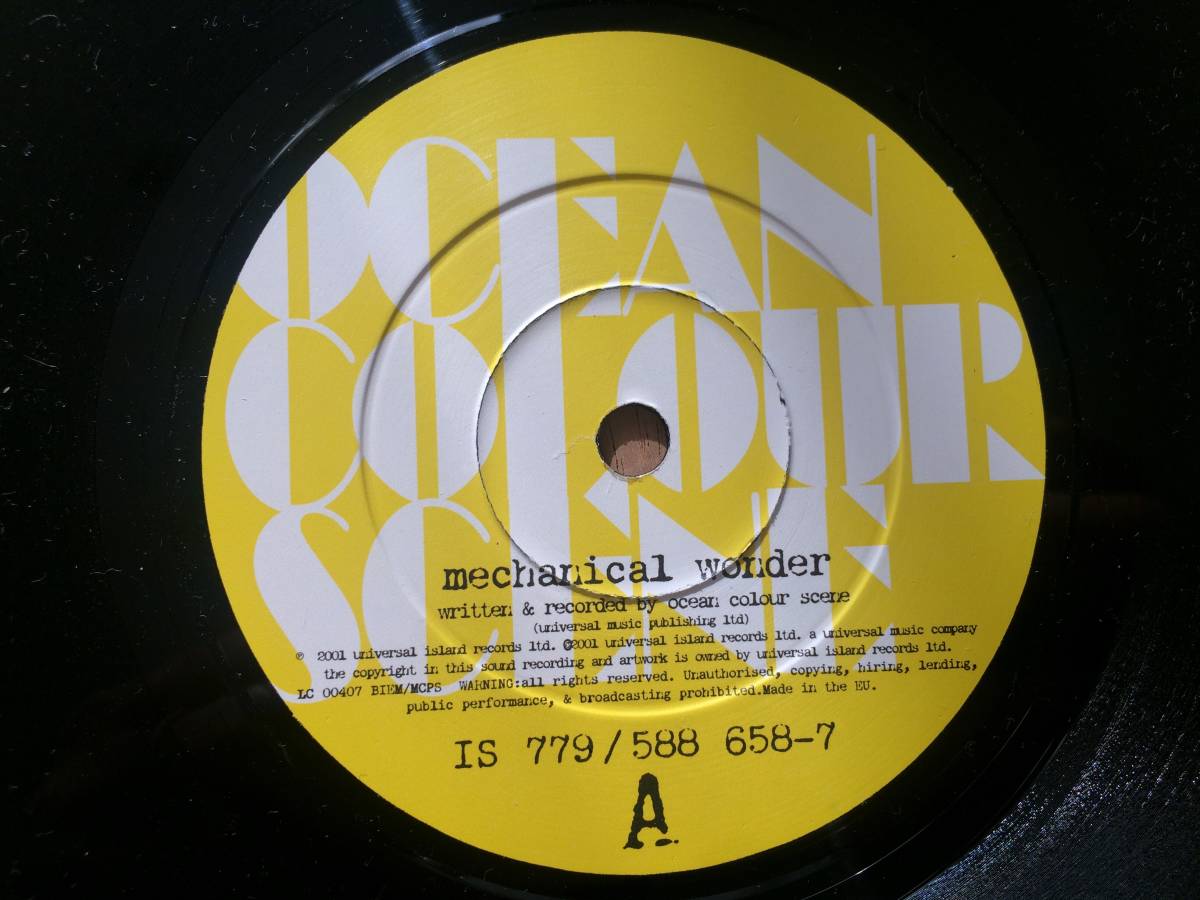 OCEAN
COLOUR
SCENE
mechanical wonder
written & recorded by ocean colour scene
(universal music publishing ltd)
℗ 2001 universal island records ltd. ©2001 universal island records ltd. a universal music company
the copyright in this sound recording and artwork is owned by universal island records ltd.
LC 00407 BIEM/MCPS WARNING:all rights reserved. Unauthorised, copying, hiring, lending,
public performance, & broadcasting prohibited.Made in the EU.
IS 779/588 658-7
A